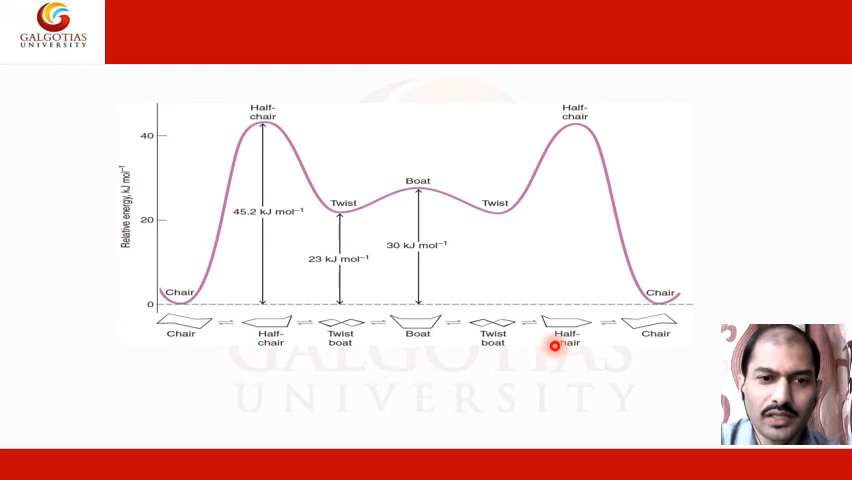 GALGOTIAS
UNIVERSITY
Half-
chair
Half-
chair
40
Boat
Twist
Twist
45.2 kJ mol⁻¹
20
30 kJ mol⁻¹
23 kJ mol⁻¹
Relative energy, kJ mol⁻¹
Chair
Chair
0
Chair
Half-
chair
Twist
boat
Boat
Twist
boat
Half-
chair
Chair
GALGOTIAS
UNIVERSITY